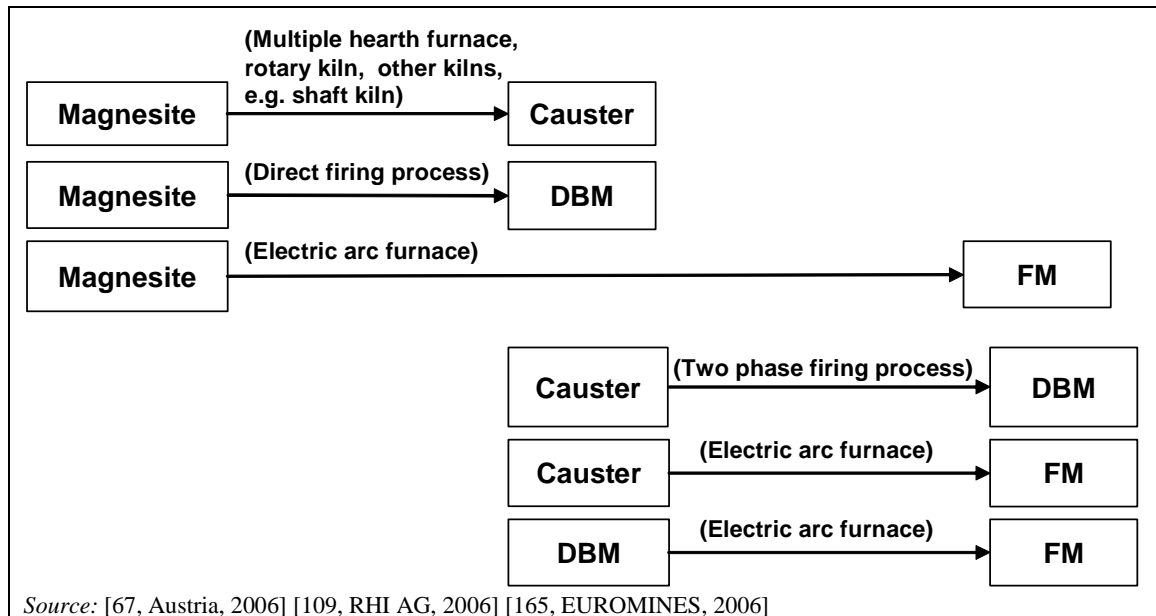 (Multiple hearth furnace,
rotary kiln, other kilns,
e.g. shaft kiln)
Magnesite
Causter
(Direct firing process)
Magnesite
DBM
(Electric arc furnace)
Magnesite
FM
(Two phase firing process)
Causter
DBM
(Electric arc furnace)
Causter
FM
(Electric arc furnace)
DBM
FM
Source: [67, Austria, 2006] [109, RHI AG, 2006] [165, EUROMINES, 2006]